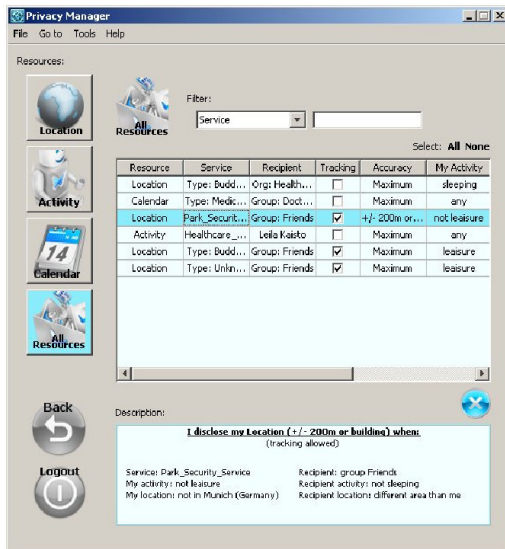 Privacy Manager
File Go to Tools Help
Resources:
Location
Activity
14
Calendar
All
Resources
Back
Logout
All
Resources
Filter:
Service
Select: All None
Resource Service Recipient Tracking Accuracy My Activity
Location Type: Budd... Org: Health... Maximum sleeping
Calendar Type: Medic... Group: Doct... Maximum any
Location Park_Securit... Group: Friends +/- 200m or... not leaisure
Activity Healthcare_... Leila Kaisto Maximum any
Location Type: Budd... Group: Friends Maximum leaisure
Location Type: Unkn... Group: Friends Maximum leaisure
Description:
I disclose my Location (+/- 200m or building) when:
(tracking allowed)
Service: Park_Security_Service Recipient: group Friends
My activity: not leaisure Recipient activity: not sleeping
My location: not in Munich (Germany) Recipient location: different area than me